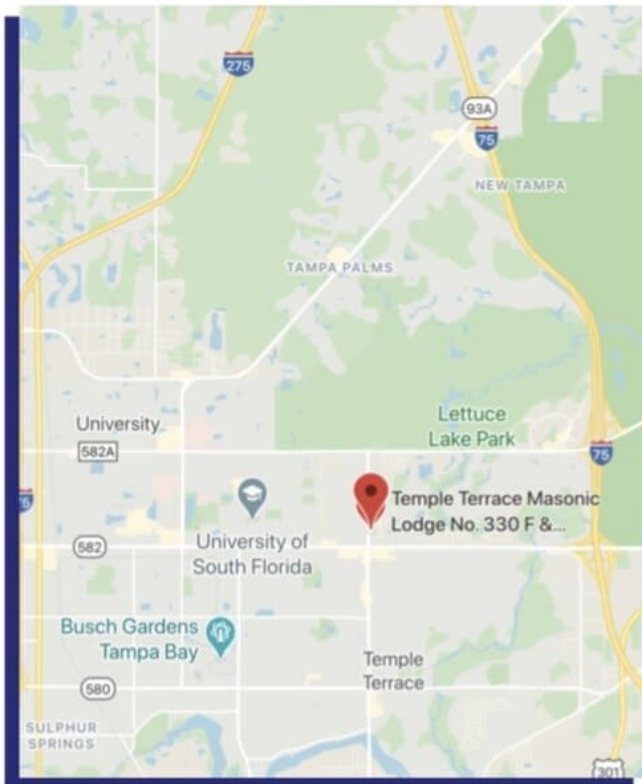 275
93A
75
NEW TAMPA
TAMPA PALMS
University
582A
Lettuce
Lake Park
75
Temple Terrace Masonic
Lodge No. 330 F &...
University of
South Florida
582
Busch Gardens
Tampa Bay
Temple
Terrace
580
SULPHUR
SPRINGS
301